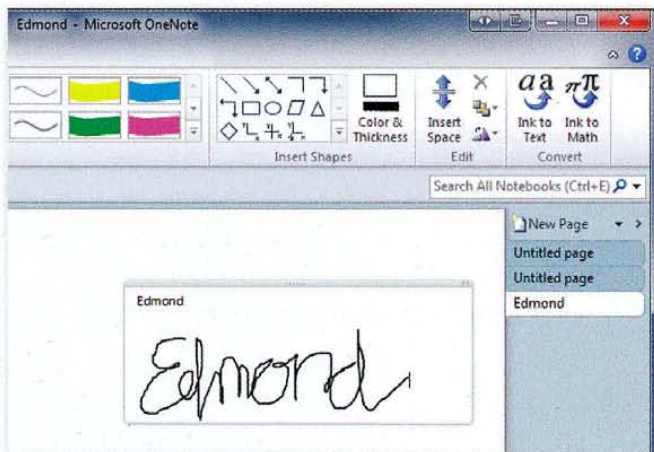 Edmond - Microsoft OneNote
Color & Thickness
Insert Space
Ink to Text
Ink to Math
Insert Shapes
Edit
Convert
Search All Notebooks (Ctrl+E)
New Page
Untitled page
Untitled page
Edmond
Edmond
Edmond